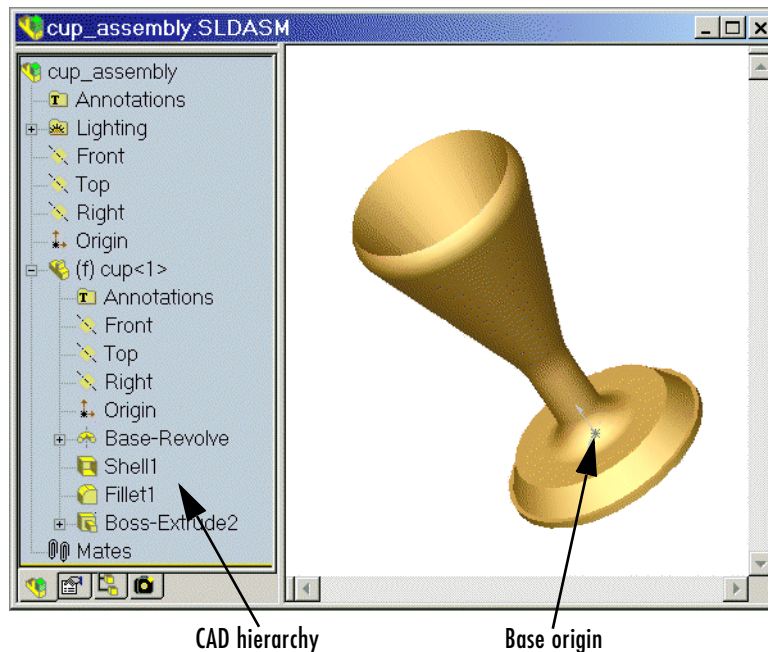 cup_assembly.SLDASM
cup_assembly
Annotations
Lighting
Front
Top
Right
Origin
(f) cup<1>
Annotations
Front
Top
Right
Origin
Base-Revolve
Shell1
Fillet1
Boss-Extrude2
Mates
CAD hierarchy
Base origin